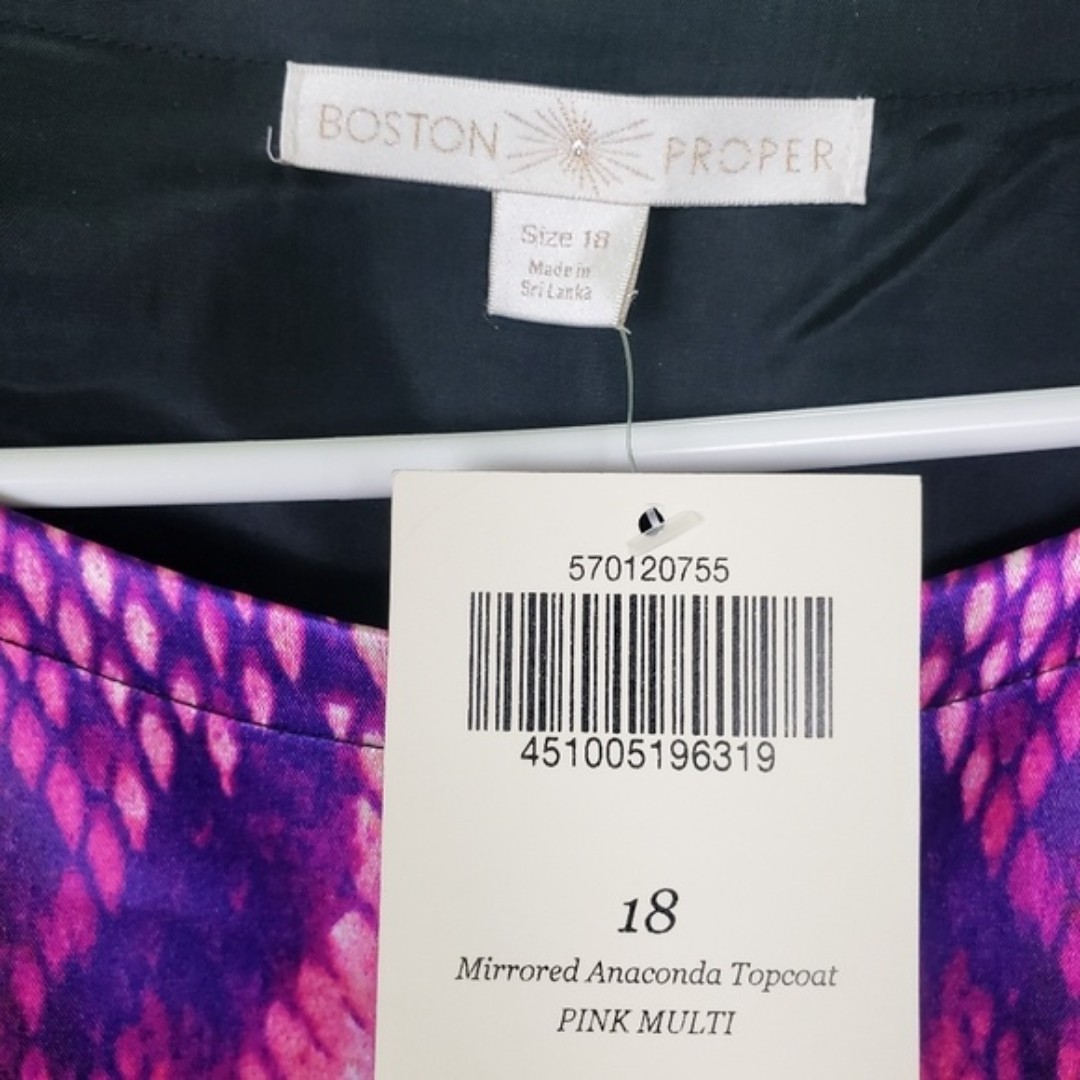 BOSTON PROPER
Size 18
Made in
Sri Lanka
570120755
451005196319
18
Mirrored Anaconda Topcoat
PINK MULTI